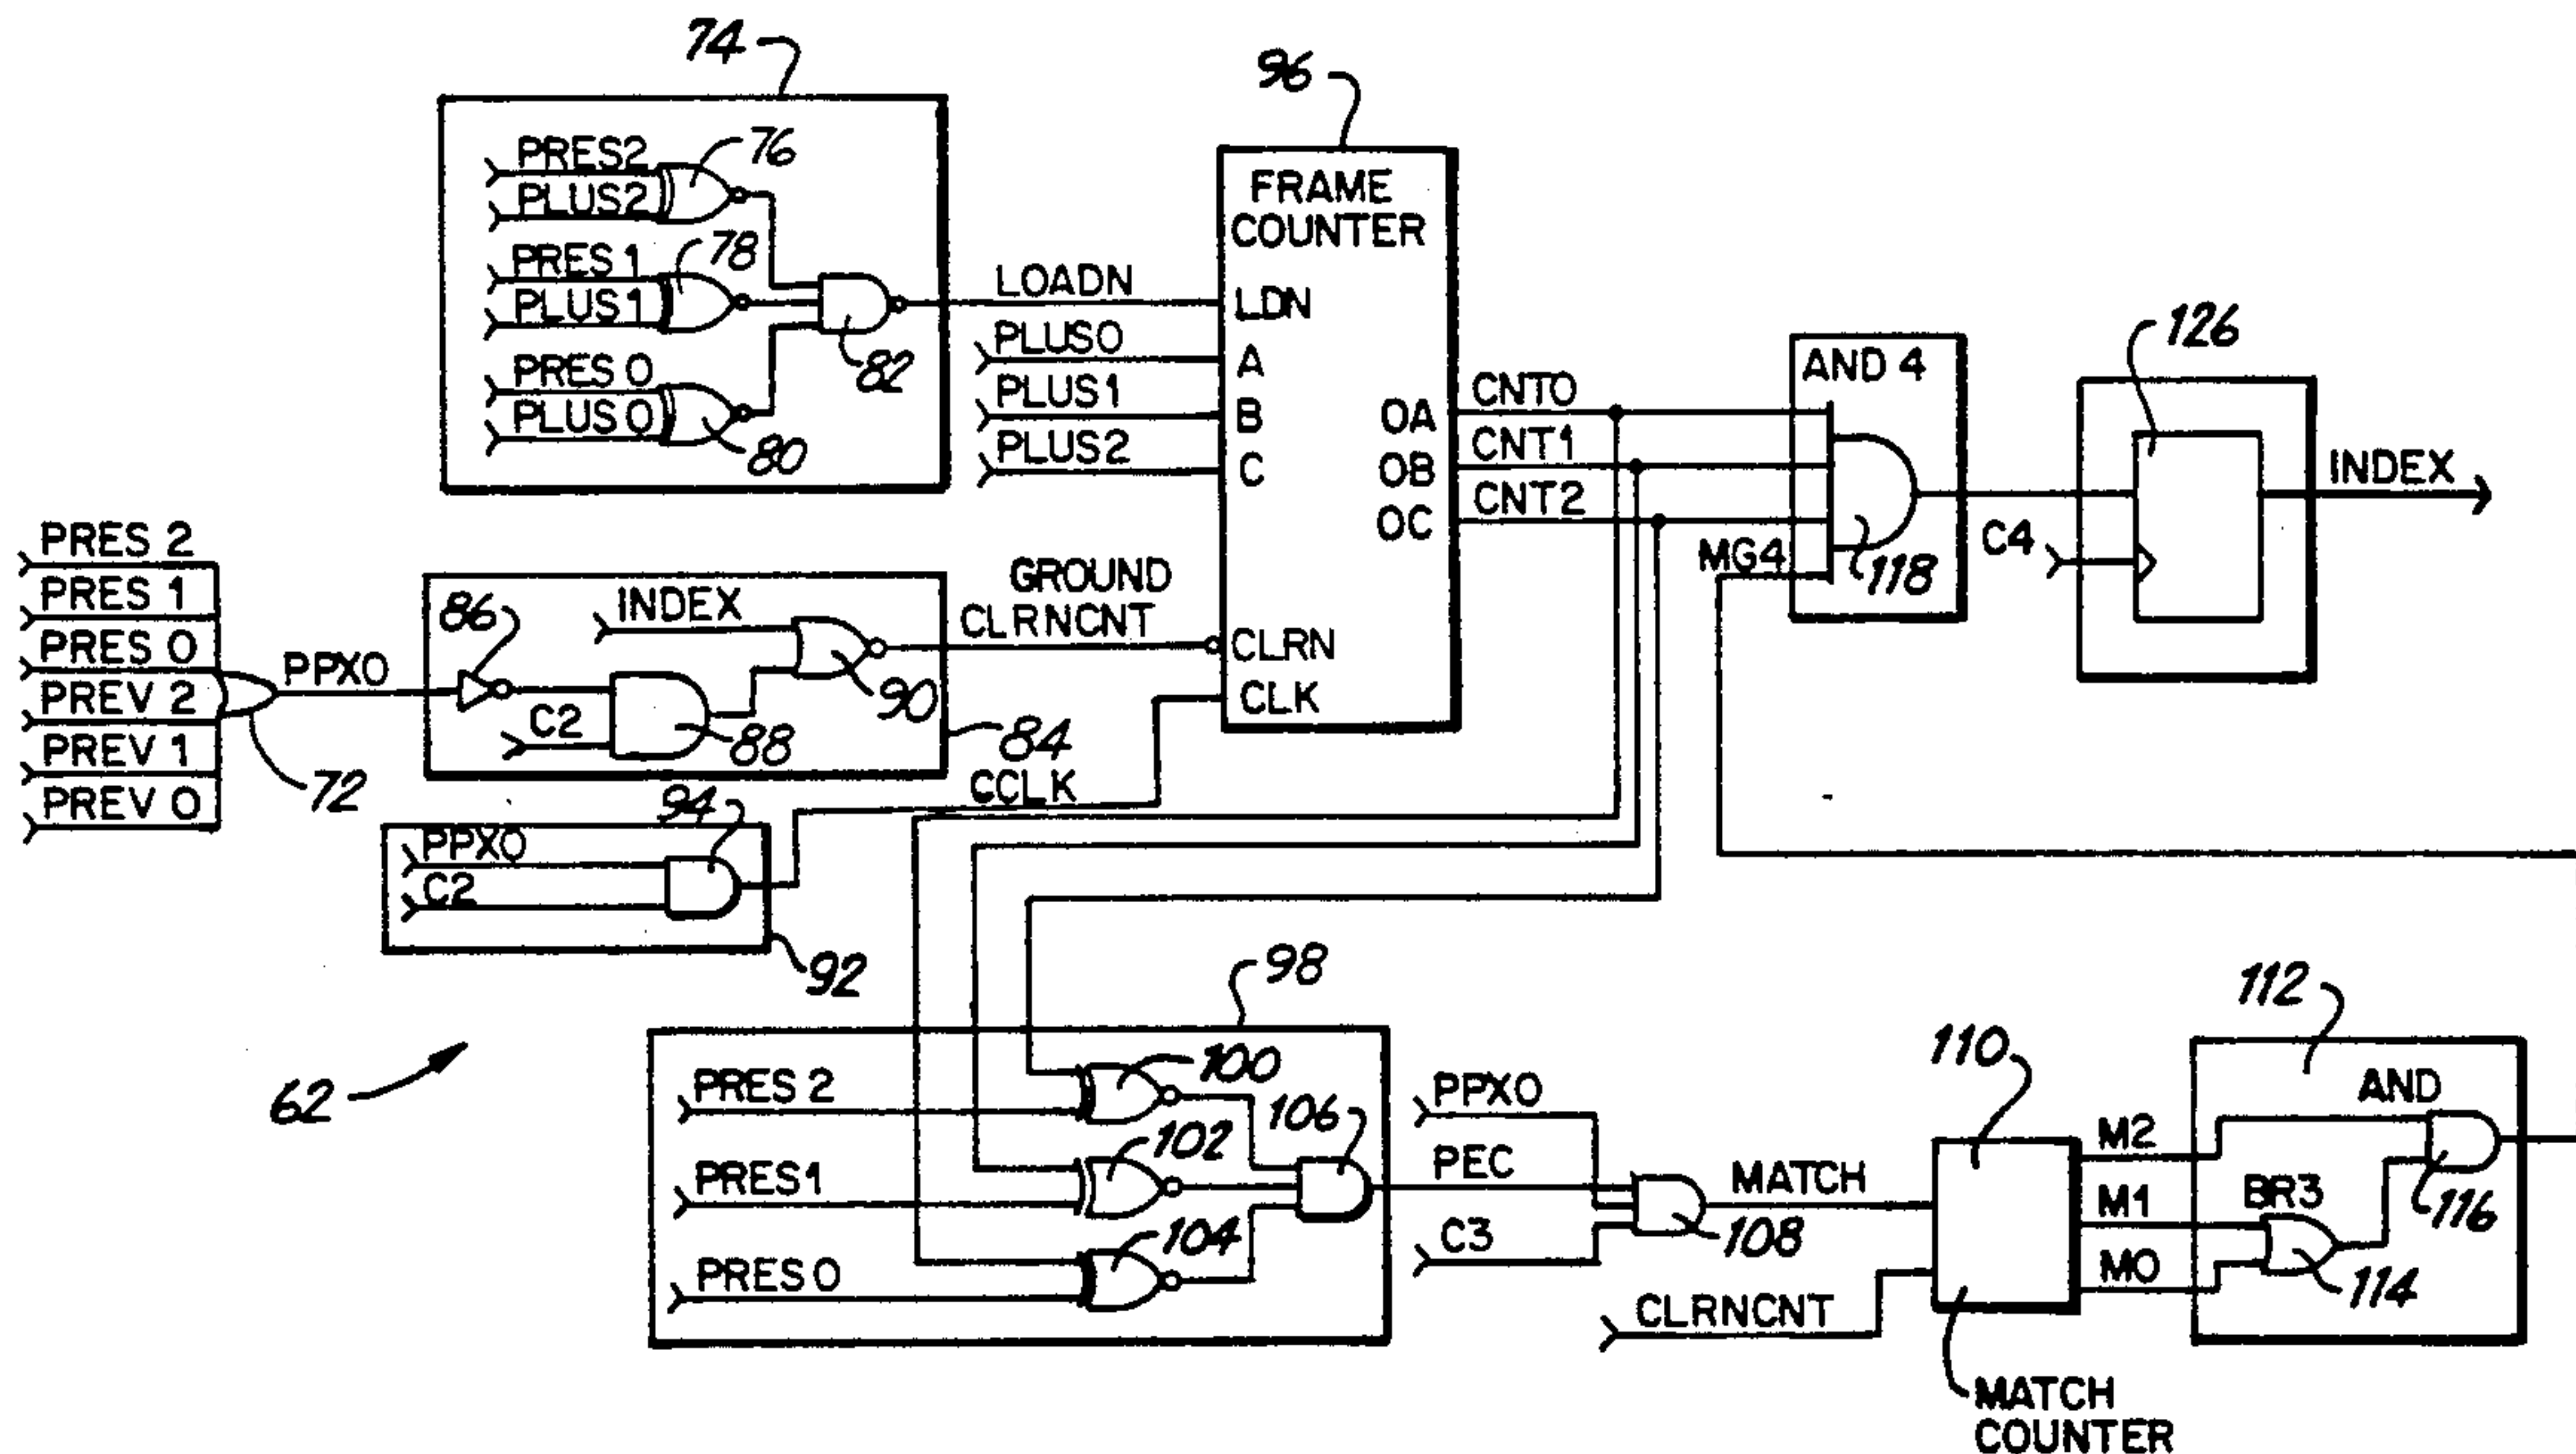 74
PRES2
PLUS2
76
PRES 1
PLUS1
78
PRES 0
PLUS 0
80
82
LOADN
PLUS0
PLUS1
PLUS2
96
FRAME
COUNTER
LDN
A
B
C
OA
OB
OC
CLRN
CLK
CNT0
CNT1
CNT2
MG4
AND 4
118
C4
126
INDEX
PRES 2
PRES 1
PRES 0
PREV 2
PREV 1
PREV 0
72
PPX0
86
INDEX
C2
88
90
84
GROUND
CLRNCNT
CCLK
94
PPX0
C2
92
62
98
PRES 2
PRES1
PRES 0
100
102
104
106
PPX0
PEC
C3
108
MATCH
CLRNCNT
110
MATCH
COUNTER
M2
M1
M0
112
AND
BR3
116
114